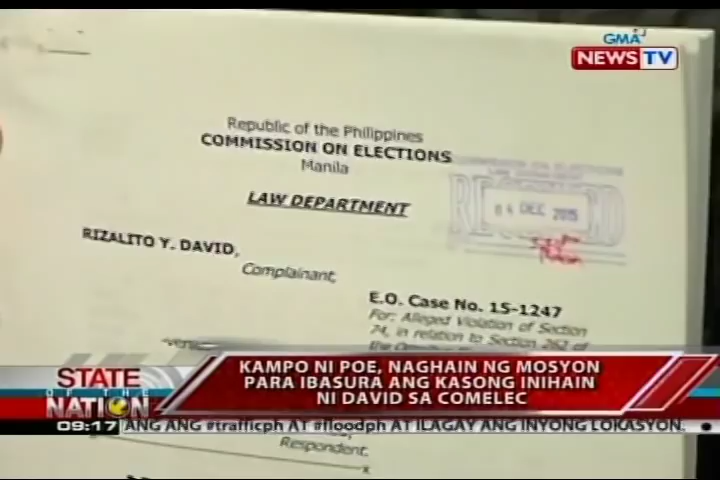 GMA
NEWS TV
Republic of the Philippines
COMMISSION ON ELECTIONS
Manila
LAW DEPARTMENT
04 DEC 2015
RIZALITO Y. DAVID,
Complainant,
E.O. Case No. 15-1247
For: Alleged Violation of Section
74, in relation to Section 262 of
KAMPO NI POE, NAGHAIN NG MOSYON
PARA IBASURA ANG KASONG INIHAIN
NI DAVID SA COMELEC
STATE
OF THE
NATION
09:17 ANG ANG #trafficph AT #floodph AT ILAGAY ANG INYONG LOKASYON.
Respondent.
x